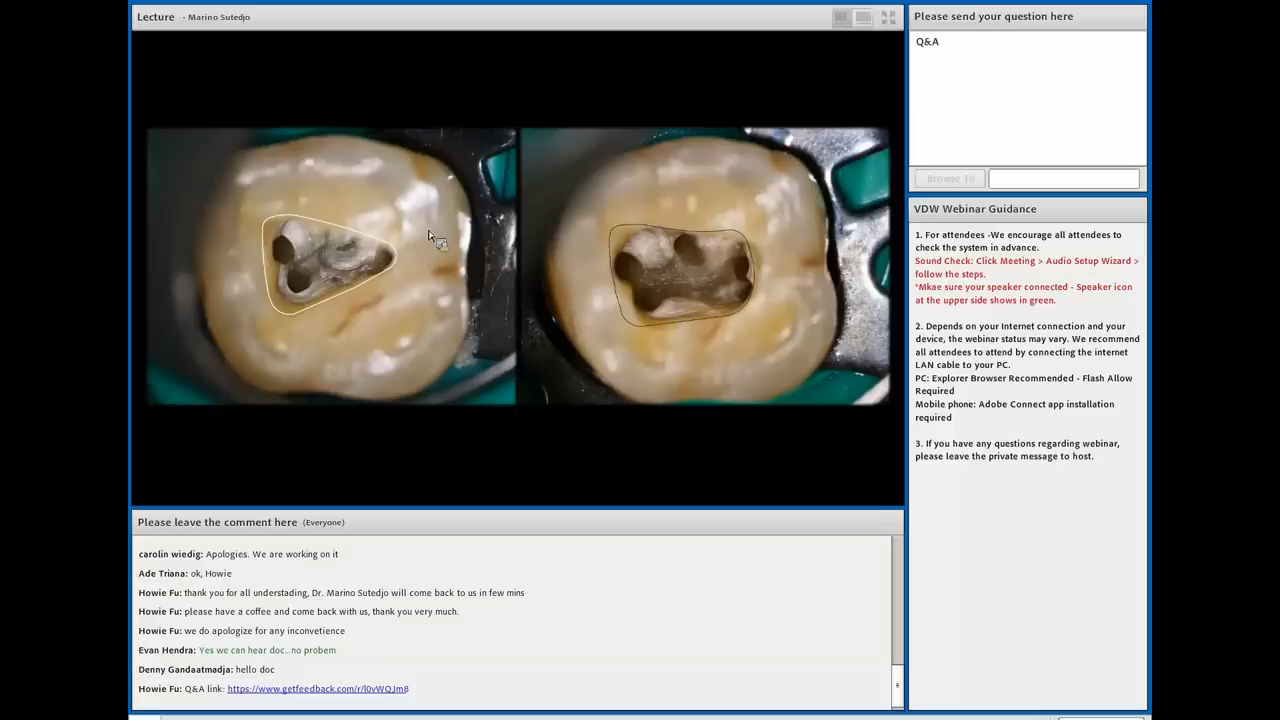 Lecture - Marino Sutedjo
Please send your question here
Q&A
Browse To
VDW Webinar Guidance
1. For attendees -We encourage all attendees to
check the system in advance.
Sound Check: Click Meeting > Audio Setup Wizard >
follow the steps.
*Mkae sure your speaker connected - Speaker icon
at the upper side shows in green.
2. Depends on your Internet connection and your
device, the webinar status may vary. We recommend
all attendees to attend by connecting the internet
LAN cable to your PC.
PC: Explorer Browser Recommended - Flash Allow
Required
Mobile phone: Adobe Connect app installation
required
3. If you have any questions regarding webinar,
please leave the private message to host.
Please leave the comment here (Everyone)
carolin wiedig: Apologies. We are working on it
Ade Triana: ok, Howie
Howie Fu: thank you for all understading, Dr. Marino Sutedjo will come back to us in few mins
Howie Fu: please have a coffee and come back with us, thank you very much.
Howie Fu: we do apologize for any inconvetience
Evan Hendra: Yes we can hear doc.. no probem
Denny Gandaatmadja: hello doc
Howie Fu: Q&A link: https://www.getfeedback.com/r/l0vWQJm8